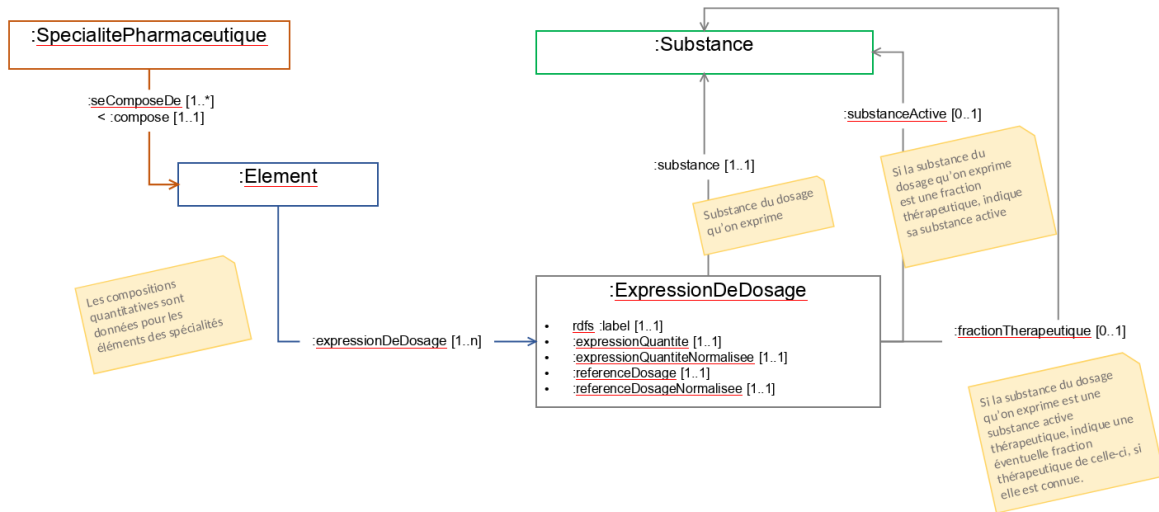 :SpecialitePharmaceutique
:Substance
:seComposeDe [1..*]
< :compose [1..1]
:substanceActive [0..1]
:substance [1..1]
:Element
Si la substance du
dosage qu'on exprime
est une fraction
thérapeutique, indique
sa substance active
Substance du dosage
qu'on exprime
Les compositions
quantitatives sont
données pour les
éléments des spécialités
:expressionDeDosage [1..n]
:ExpressionDeDosage
• rdfs :label [1..1]
• :expressionQuantite [1..1]
• :expressionQuantiteNormalisee [1..1]
• :referenceDosage [1..1]
• :referenceDosageNormalisee [1..1]
:fractionTherapeutique [0..1]
Si la substance du dosage
qu'on exprime est une
substance active
thérapeutique, indique une
éventuelle fraction
thérapeutique de celle-ci, si
elle est connue.